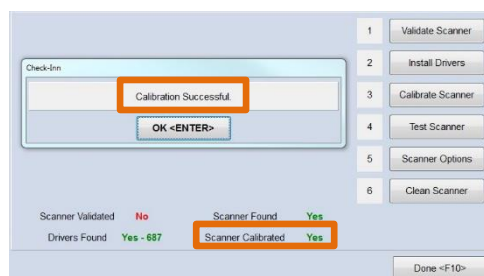 1 Validate Scanner
Check-Inn
2 Install Drivers
Calibration Successful.
3 Calibrate Scanner
OK <ENTER>
4 Test Scanner
5 Scanner Options
6 Clean Scanner
Scanner Validated No Scanner Found Yes
Drivers Found Yes - 687 Scanner Calibrated Yes
Done <F10>